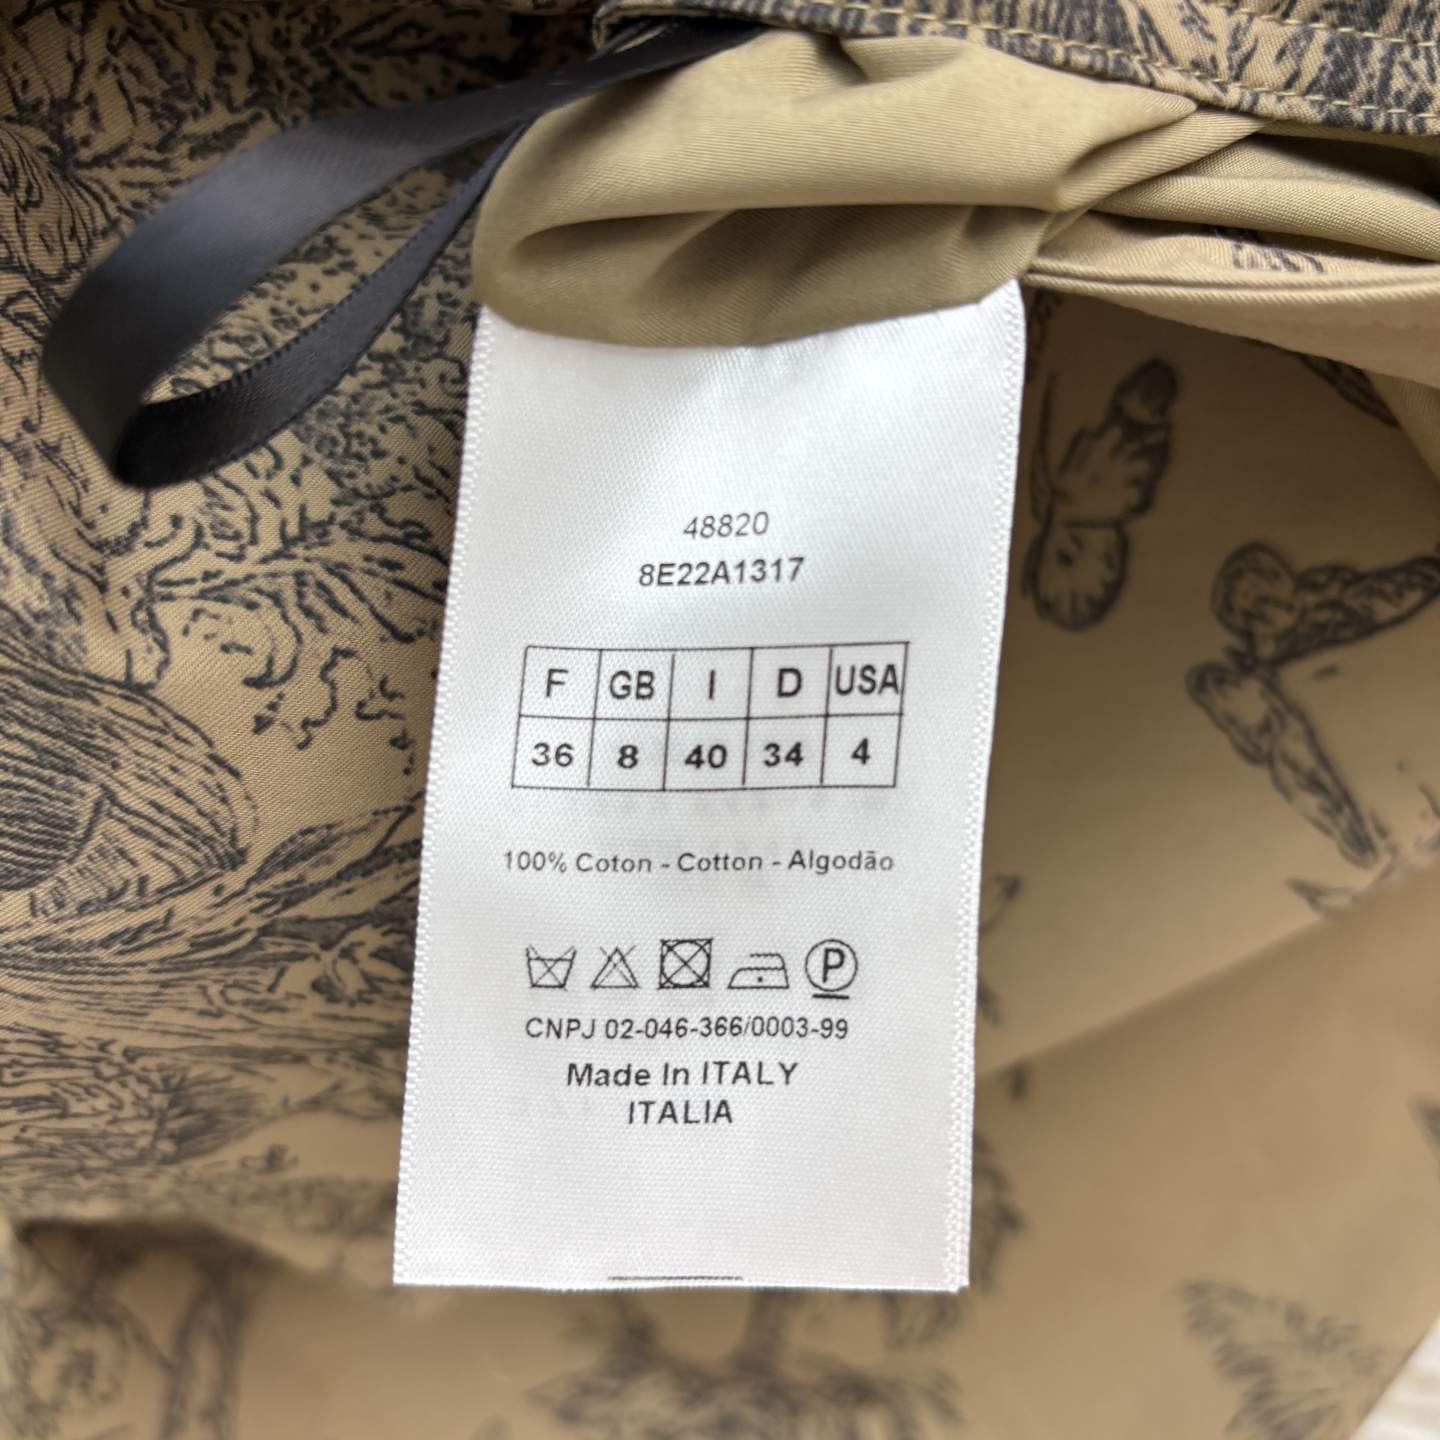 48820
8E22A1317
F GB I D USA
36 8 40 34 4
100% Coton - Cotton - Algodão
P
CNPJ 02-046-366/0003-99
Made In ITALY
ITALIA